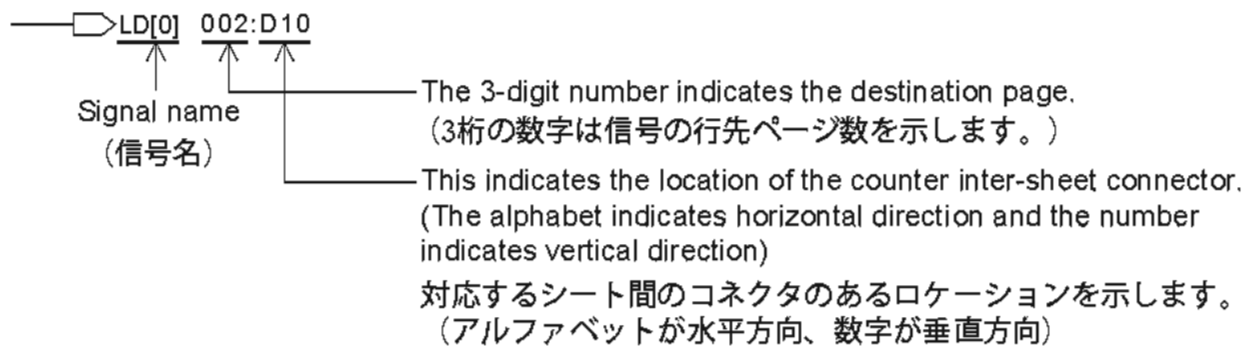 LD[0] 002:D10
Signal name
(信号名)
The 3-digit number indicates the destination page.
(3桁の数字は信号の行先ページ数を示します。)
This indicates the location of the counter inter-sheet connector.
(The alphabet indicates horizontal direction and the number
indicates vertical direction)
対応するシート間のコネクタのあるロケーションを示します。
(アルファベットが水平方向、数字が垂直方向)